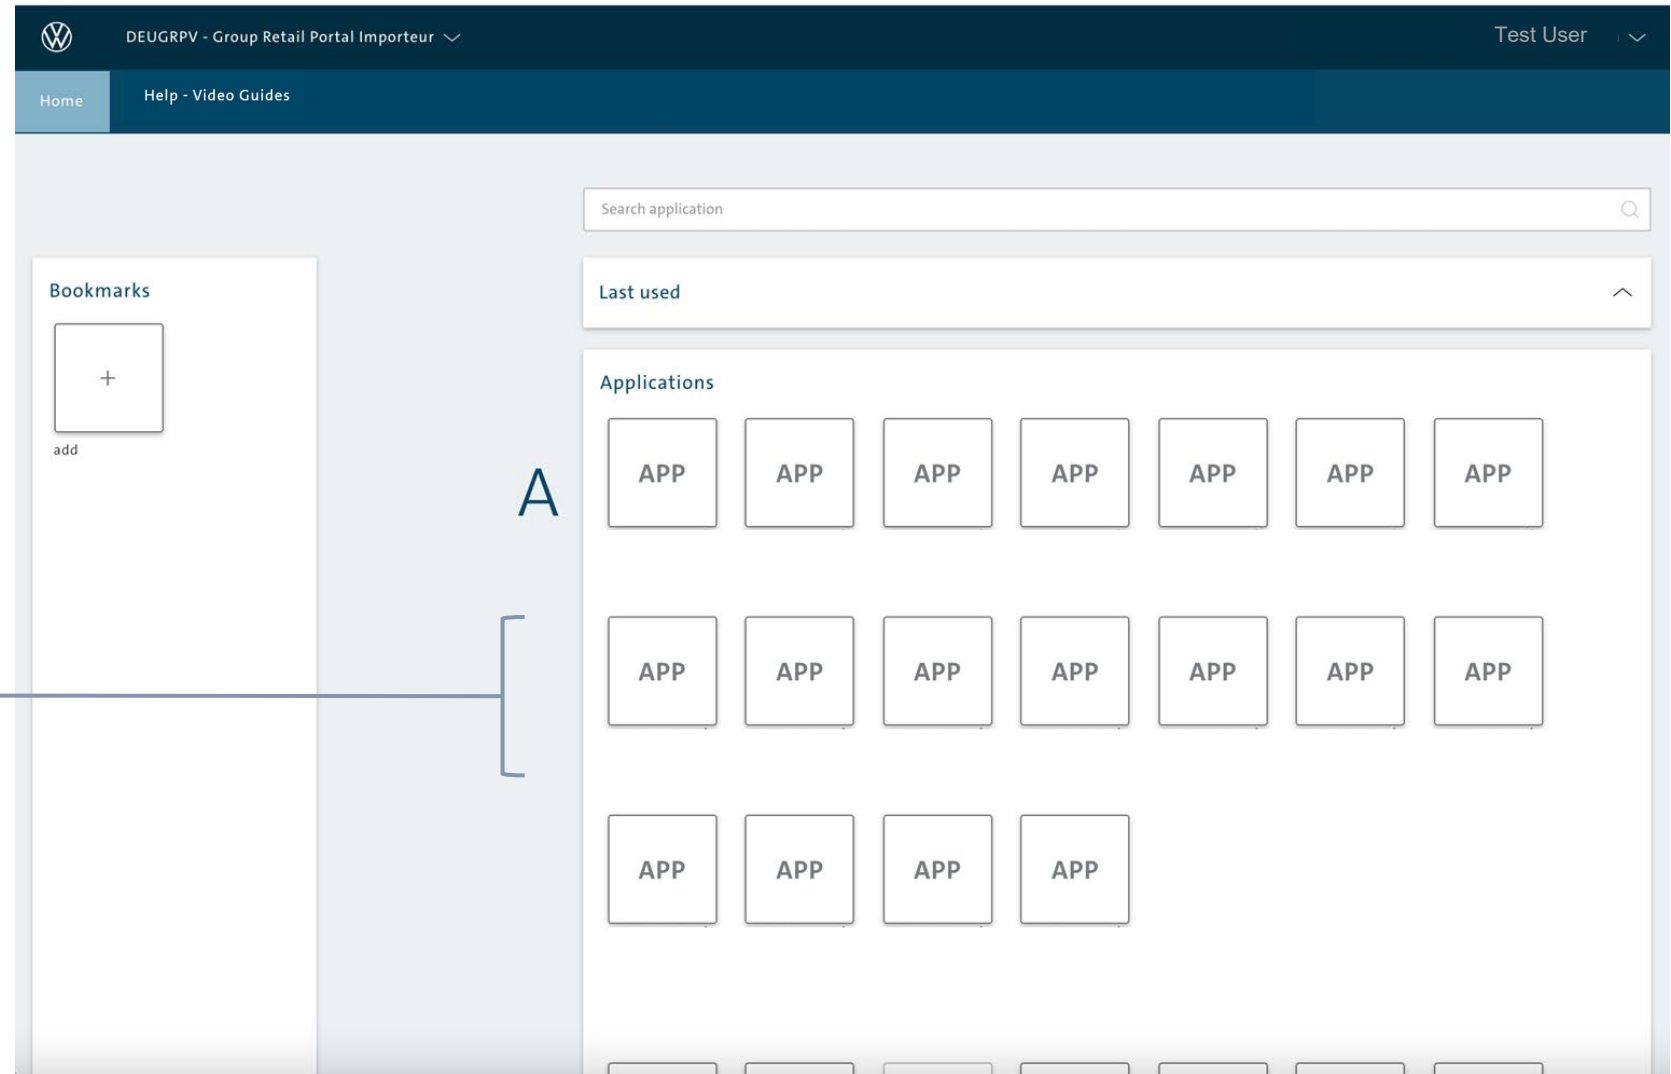 DEUGRPV - Group Retail Portal Importeur
Test User
Home
Help - Video Guides
Search application
Bookmarks
+
add
Last used
Applications
A
APP APP APP APP APP APP APP
APP APP APP APP APP APP APP
APP APP APP APP